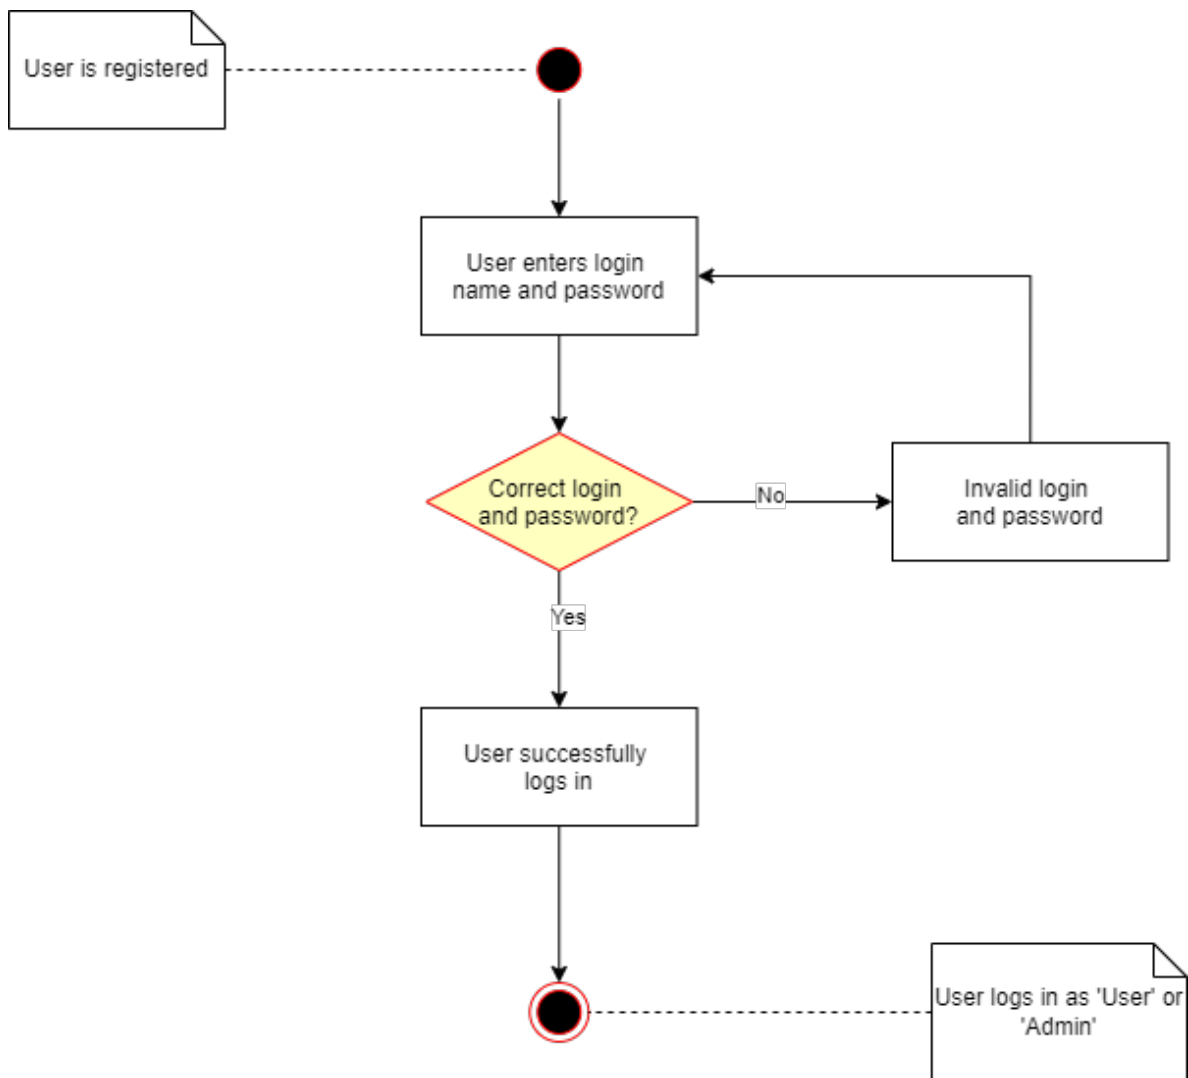 User is registered
User enters login
name and password
Correct login
and password?
No
Invalid login
and password
Yes
User successfully
logs in
User logs in as 'User' or
'Admin'